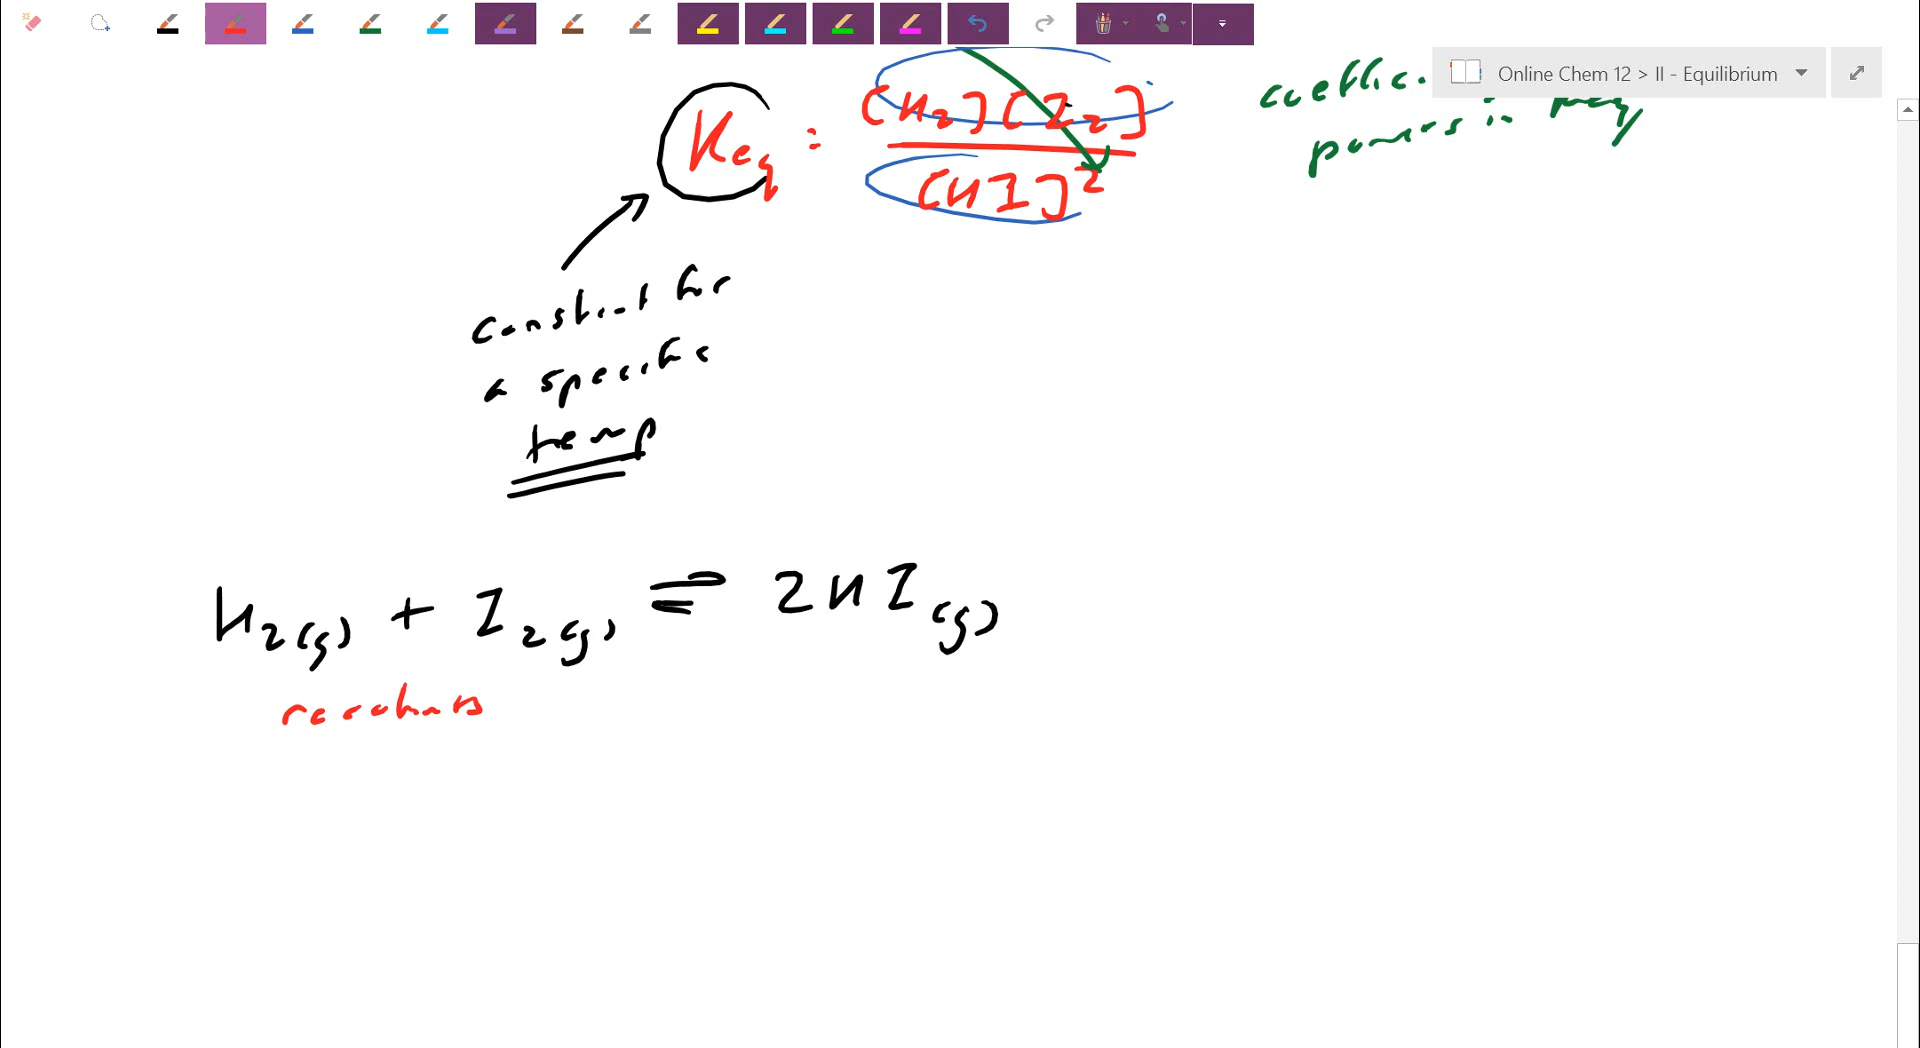 Online Chem 12 > II - Equilibrium
Keq = [H₂][I₂] / [HI]²
powers in Keq
constant for
a specific
temp
H₂(g) + I₂(g) ⇌ 2HI(g)
reactants